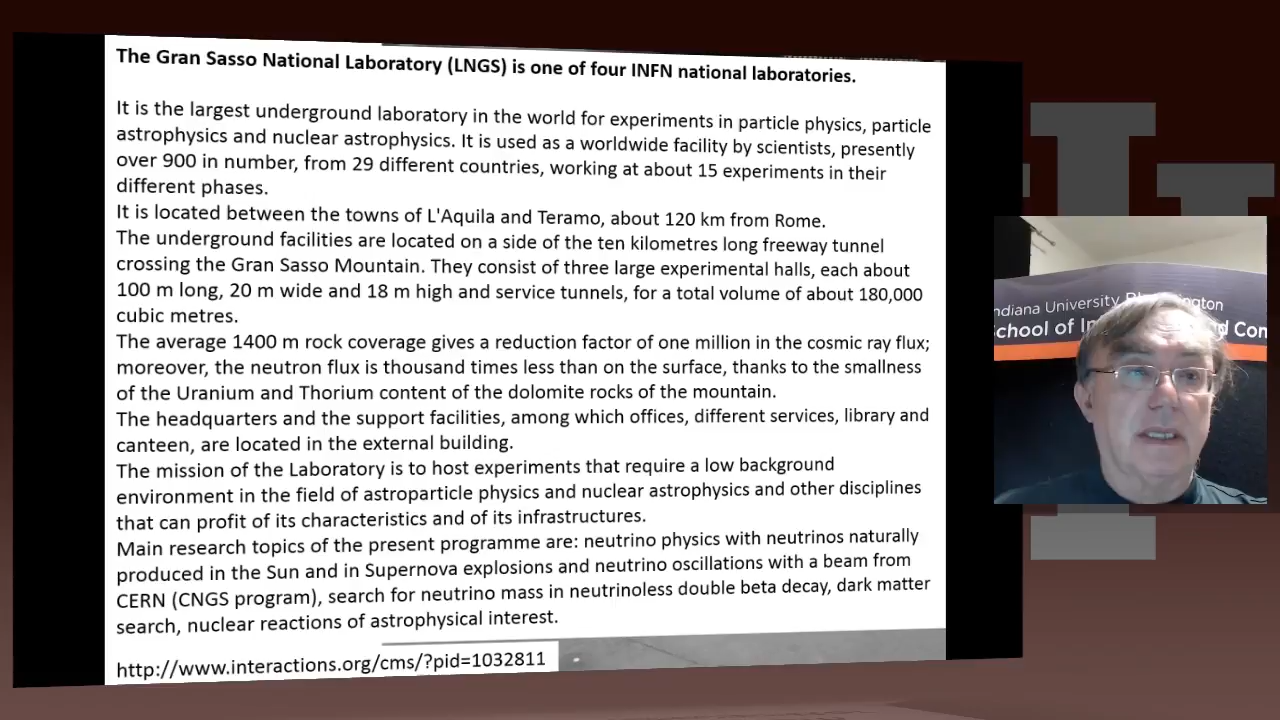 The Gran Sasso National Laboratory (LNGS) is one of four INFN national laboratories.
It is the largest underground laboratory in the world for experiments in particle physics, particle
astrophysics and nuclear astrophysics. It is used as a worldwide facility by scientists, presently
over 900 in number, from 29 different countries, working at about 15 experiments in their
different phases.
It is located between the towns of L'Aquila and Teramo, about 120 km from Rome.
The underground facilities are located on a side of the ten kilometres long freeway tunnel
crossing the Gran Sasso Mountain. They consist of three large experimental halls, each about
100 m long, 20 m wide and 18 m high and service tunnels, for a total volume of about 180,000
cubic metres.
The average 1400 m rock coverage gives a reduction factor of one million in the cosmic ray flux;
moreover, the neutron flux is thousand times less than on the surface, thanks to the smallness
of the Uranium and Thorium content of the dolomite rocks of the mountain.
The headquarters and the support facilities, among which offices, different services, library and
canteen, are located in the external building.
The mission of the Laboratory is to host experiments that require a low background
environment in the field of astroparticle physics and nuclear astrophysics and other disciplines
that can profit of its characteristics and of its infrastructures.
Main research topics of the present programme are: neutrino physics with neutrinos naturally
produced in the Sun and in Supernova explosions and neutrino oscillations with a beam from
CERN (CNGS program), search for neutrino mass in neutrinoless double beta decay, dark matter
search, nuclear reactions of astrophysical interest.
http://www.interactions.org/cms/?pid=1032811
ndiana University Bl ngton
School of In d Con